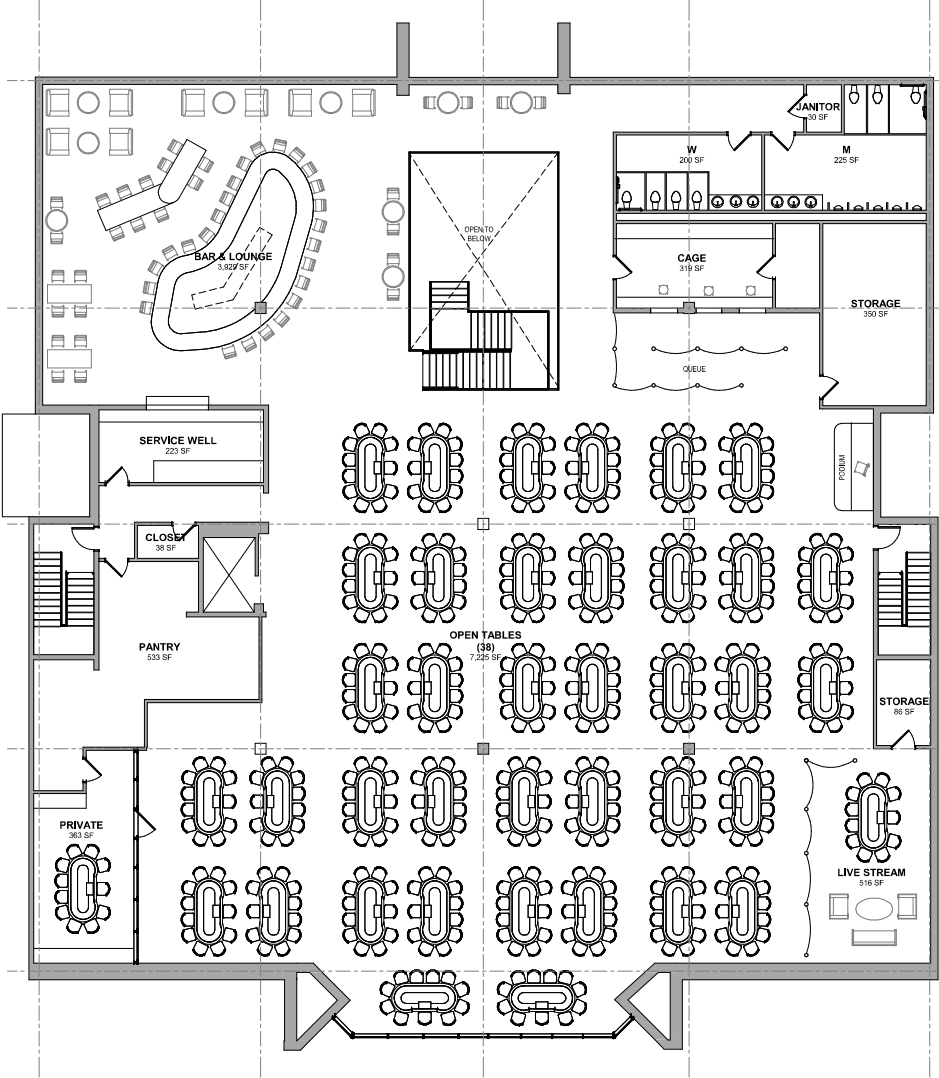 JANITOR
30 SF
W
200 SF
M
225 SF
OPEN TO
BELOW
BAR & LOUNGE
3,929 SF
CAGE
319 SF
STORAGE
350 SF
QUEUE
SERVICE WELL
223 SF
PODIUM
CLOSET
38 SF
OPEN TABLES
(38)
7,225 SF
PANTRY
533 SF
STORAGE
86 SF
PRIVATE
363 SF
LIVE STREAM
516 SF